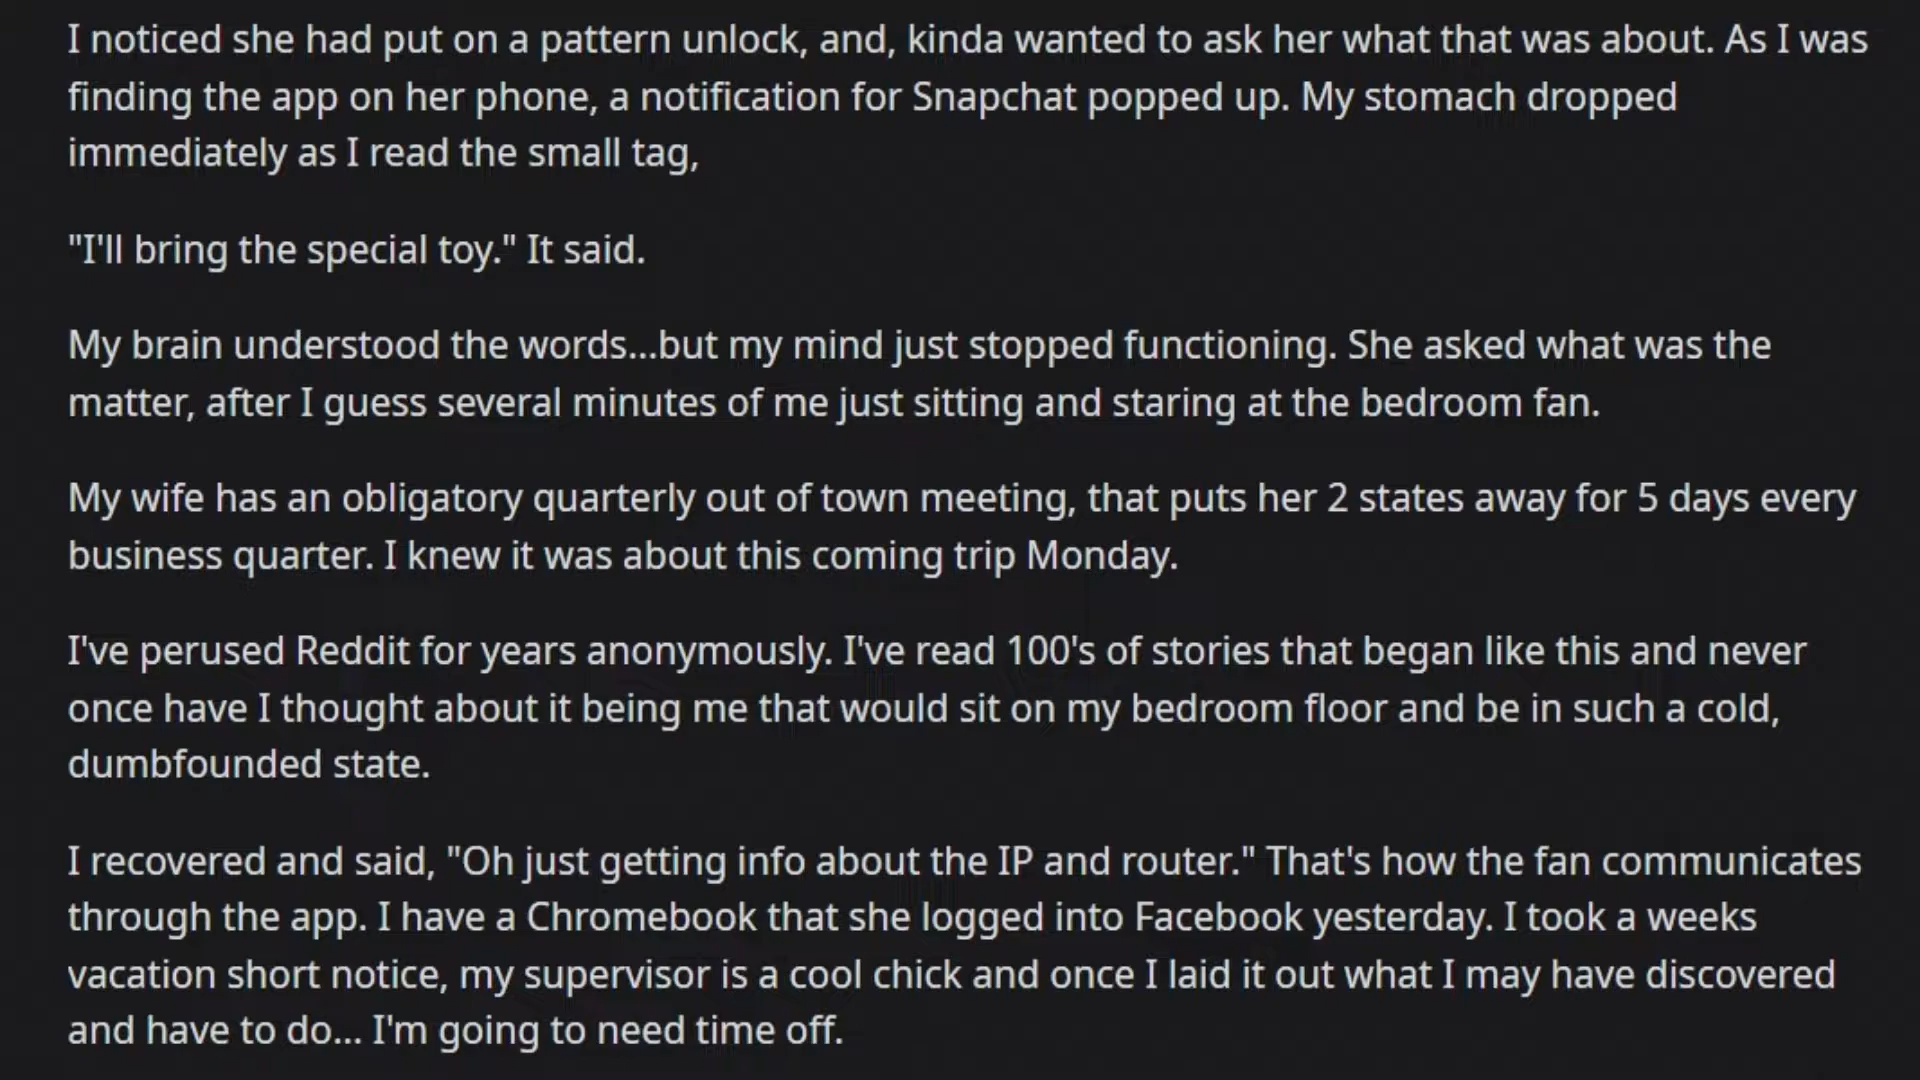 I noticed she had put on a pattern unlock, and, kinda wanted to ask her what that was about. As I was
finding the app on her phone, a notification for Snapchat popped up. My stomach dropped
immediately as I read the small tag,
"I'll bring the special toy." It said.
My brain understood the words...but my mind just stopped functioning. She asked what was the
matter, after I guess several minutes of me just sitting and staring at the bedroom fan.
My wife has an obligatory quarterly out of town meeting, that puts her 2 states away for 5 days every
business quarter. I knew it was about this coming trip Monday.
I've perused Reddit for years anonymously. I've read 100's of stories that began like this and never
once have I thought about it being me that would sit on my bedroom floor and be in such a cold,
dumbfounded state.
I recovered and said, "Oh just getting info about the IP and router." That's how the fan communicates
through the app. I have a Chromebook that she logged into Facebook yesterday. I took a weeks
vacation short notice, my supervisor is a cool chick and once I laid it out what I may have discovered
and have to do... I'm going to need time off.